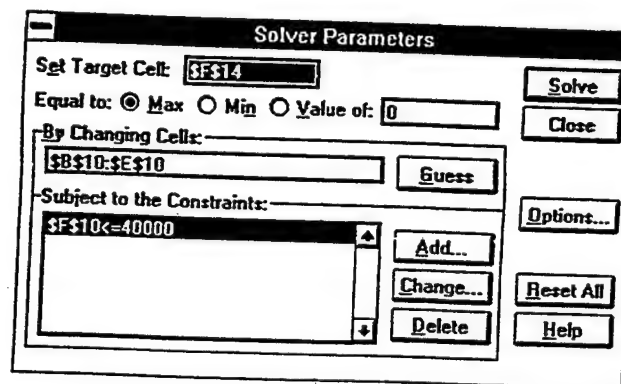 Solver Parameters
Set Target Cell: $F$14
Solve
Equal to: Max Min Value of: 0
Close
By Changing Cells:
$B$10:$E$10
Guess
Subject to the Constraints:
$F$10<=40000
Options...
Add...
Change...
Reset All
Delete
Help